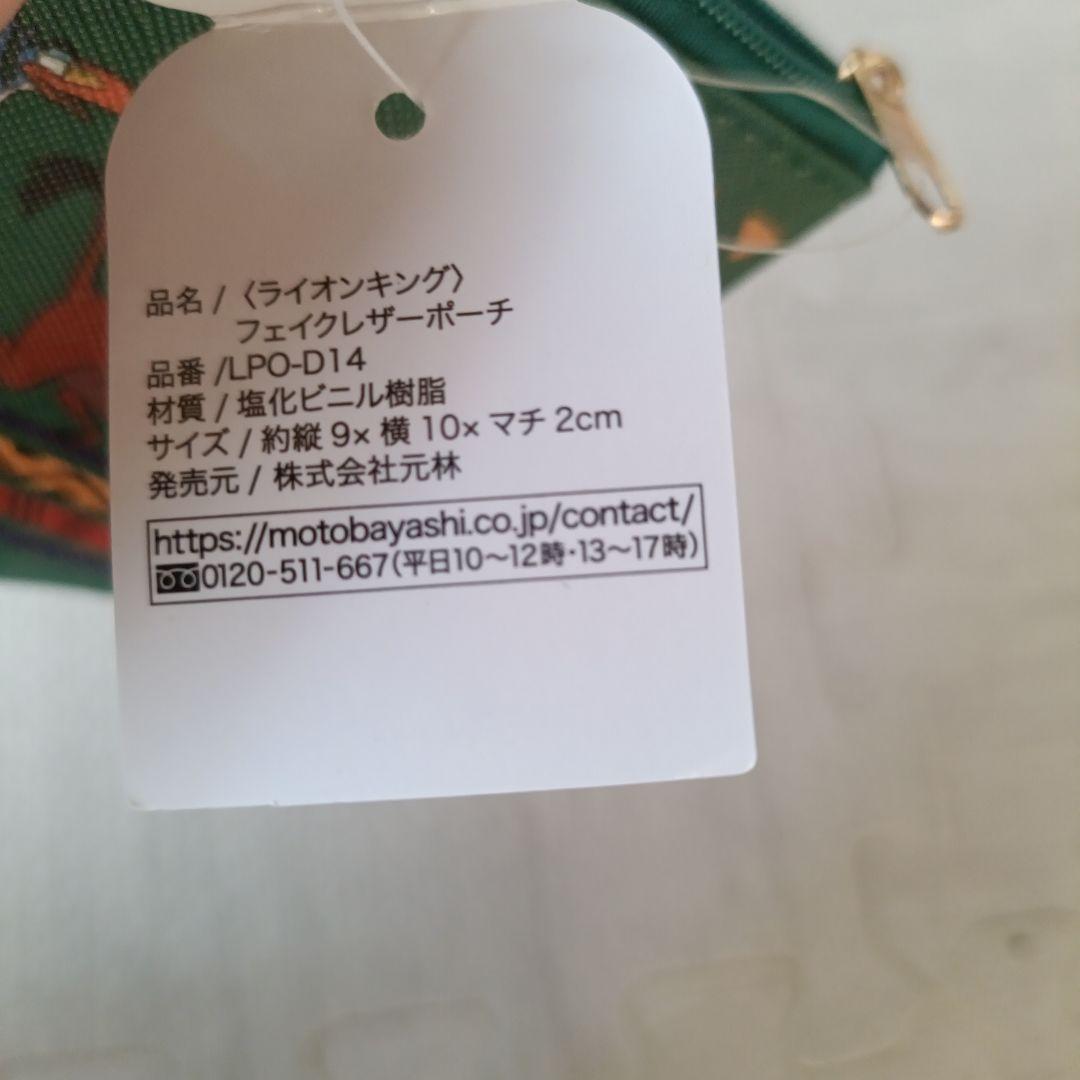 品名 / 〈ライオンキング〉
フェイクレザーポーチ
品番 /LPO-D14
材質 / 塩化ビニル樹脂
サイズ / 約縦 9× 横 10× マチ 2cm
発売元 / 株式会社元林
https://motobayashi.co.jp/contact/
0120-511-667(平日10〜12時・13〜17時)